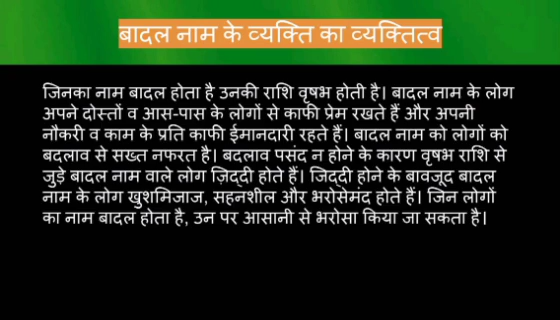 बादल नाम के व्यक्ति का व्यक्तित्व
जिनका नाम बादल होता है उनकी राशि वृषभ होती है। बादल नाम के लोग
अपने दोस्तों व आस-पास के लोगों से काफी प्रेम रखते हैं और अपनी
नौकरी व काम के प्रति काफी ईमानदारी रहते हैं। बादल नाम को लोगों को
बदलाव से सख्त नफरत है। बदलाव पसंद न होने के कारण वृषभ राशि से
जुड़े बादल नाम वाले लोग ज़िद्दी होते हैं। जिद्दी होने के बावजूद बादल
नाम के लोग खुशमिजाज, सहनशील और भरोसेमंद होते हैं। जिन लोगों
का नाम बादल होता है, उन पर आसानी से भरोसा किया जा सकता है।